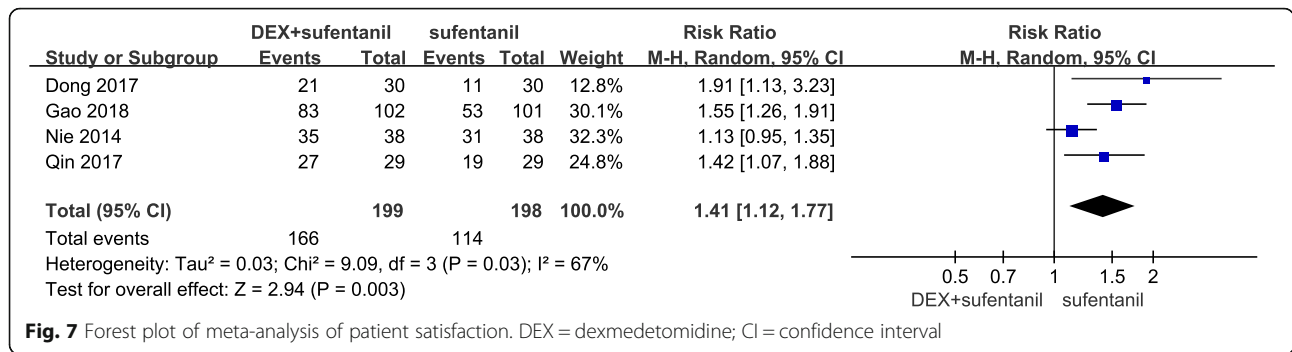 DEX+sufentanil sufentanil Risk Ratio Risk Ratio
Study or Subgroup Events Total Events Total Weight M-H, Random, 95% CI M-H, Random, 95% CI
Dong 2017 21 30 11 30 12.8% 1.91 [1.13, 3.23]
Gao 2018 83 102 53 101 30.1% 1.55 [1.26, 1.91]
Nie 2014 35 38 31 38 32.3% 1.13 [0.95, 1.35]
Qin 2017 27 29 19 29 24.8% 1.42 [1.07, 1.88]
Total (95% CI) 199 198 100.0% 1.41 [1.12, 1.77]
Total events 166 114
Heterogeneity: Tau² = 0.03; Chi² = 9.09, df = 3 (P = 0.03); I² = 67%
Test for overall effect: Z = 2.94 (P = 0.003)
0.5 0.7 1 1.5 2
DEX+sufentanil sufentanil
Fig. 7 Forest plot of meta-analysis of patient satisfaction. DEX = dexmedetomidine; CI = confidence interval